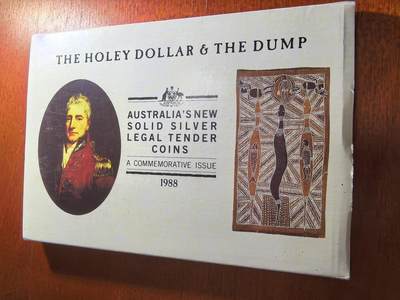 THE HOLEY DOLLAR & THE DUMP
AUSTRALIA'S NEW
SOLID SILVER
LEGAL TENDER
COINS
A COMMEMORATIVE ISSUE
1988